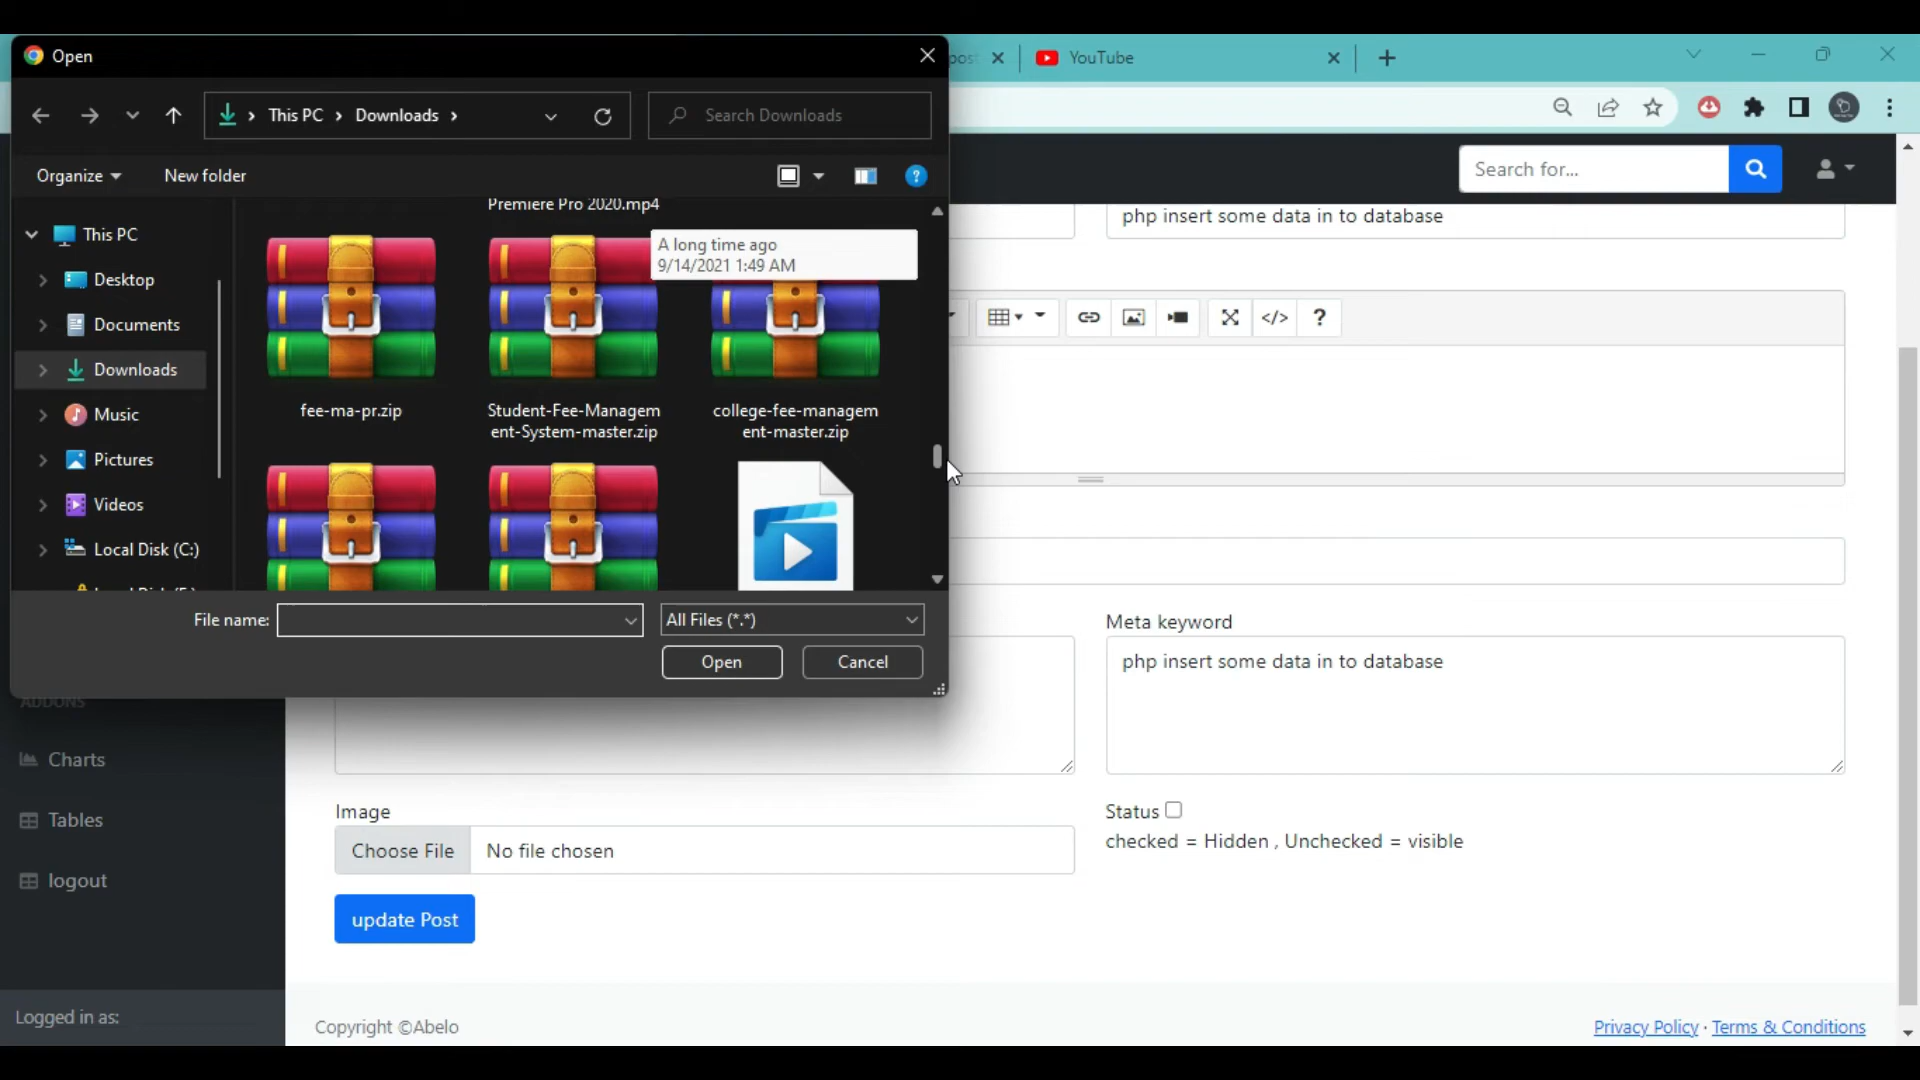 Open
post
YouTube
This PC
Downloads
Search Downloads
Organize
New folder
This PC
Desktop
Documents
Downloads
Music
Pictures
Videos
Local Disk (C:)
Premiere Pro 2020.mp4
A long time ago
9/14/2021 1:49 AM
fee-ma-pr.zip
Student-Fee-Managem
ent-System-master.zip
college-fee-managem
ent-master.zip
File name:
All Files (*.*)
Open
Cancel
Search for...
php insert some data in to database
</>
?
Meta keyword
php insert some data in to database
ADDONS
Charts
Tables
logout
Logged in as:
Image
Choose File
No file chosen
Status
checked = Hidden , Unchecked = visible
update Post
Copyright ©Abelo
Privacy Policy · Terms & Conditions